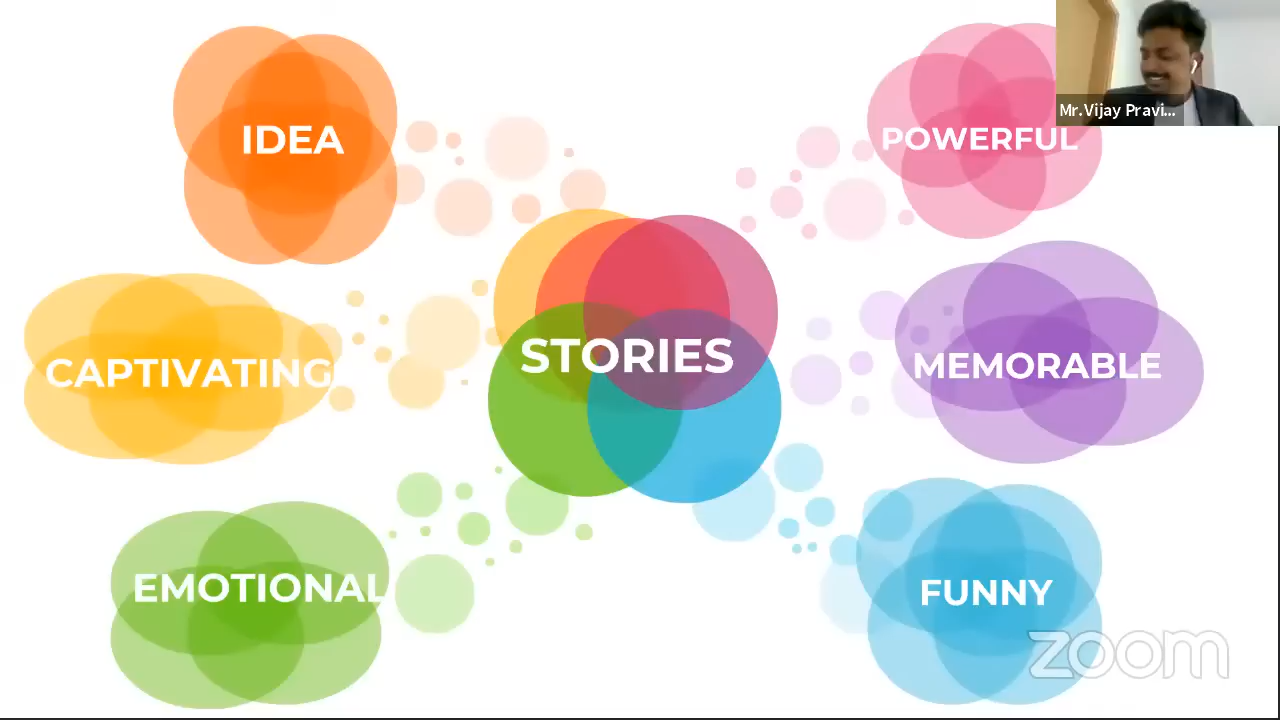 IDEA
POWERFUL
Mr.Vijay Pravi...
STORIES
CAPTIVATING
MEMORABLE
EMOTIONAL
FUNNY
zoom